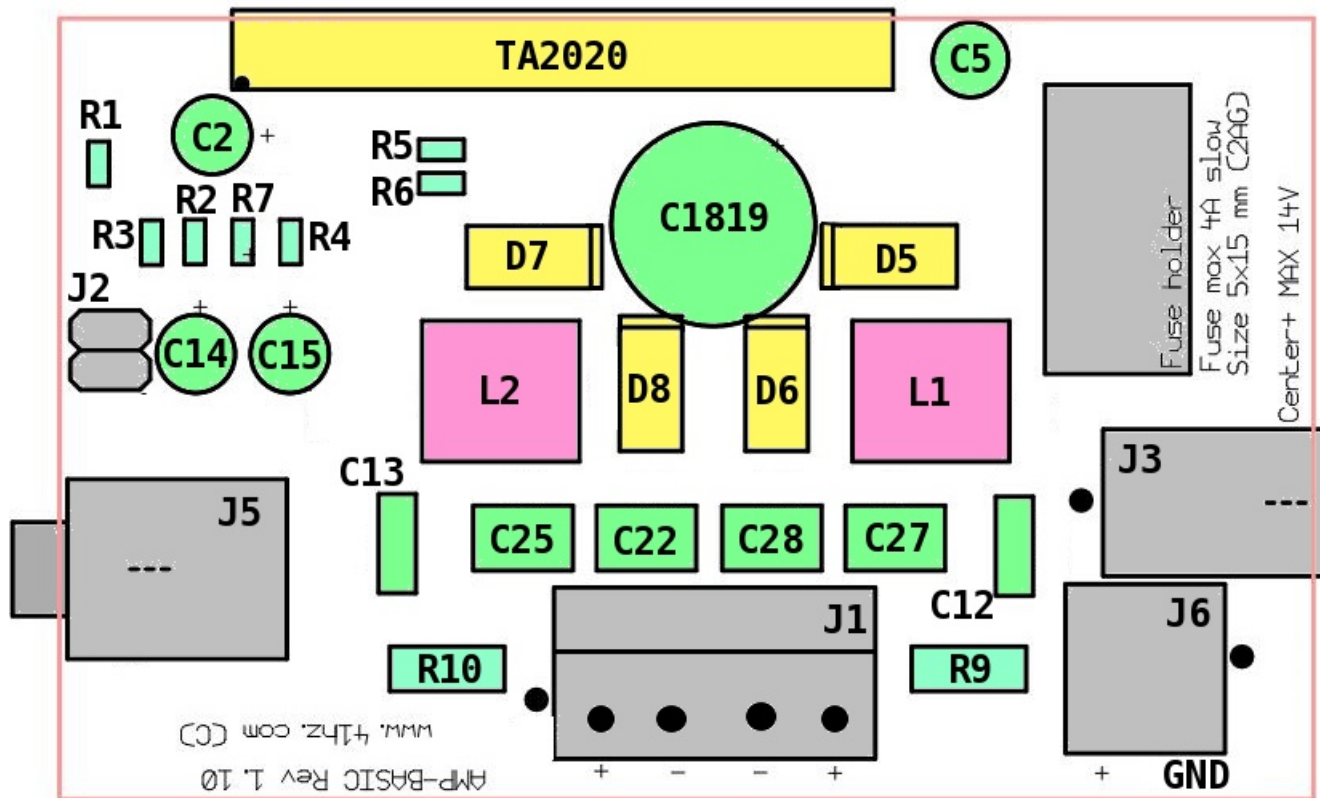 TA2020
C5
R1
C2 +
R5
R6
R2 R7
R3
R4
C1819
+
D7
D5
J2
+ +
C14
C15
L2
D8
D6
L1
Fuse holder
Fuse max 4A slow
Size 5x15 mm (2AG)
Center+ MAX 14V
J3
---
C13
J5
---
C25
C22
C28
C27
C12
J1
J6
R10
R9
www.41hz.com (C)
AMP-BASIC Rev 1.10
+ - - +
+ GND